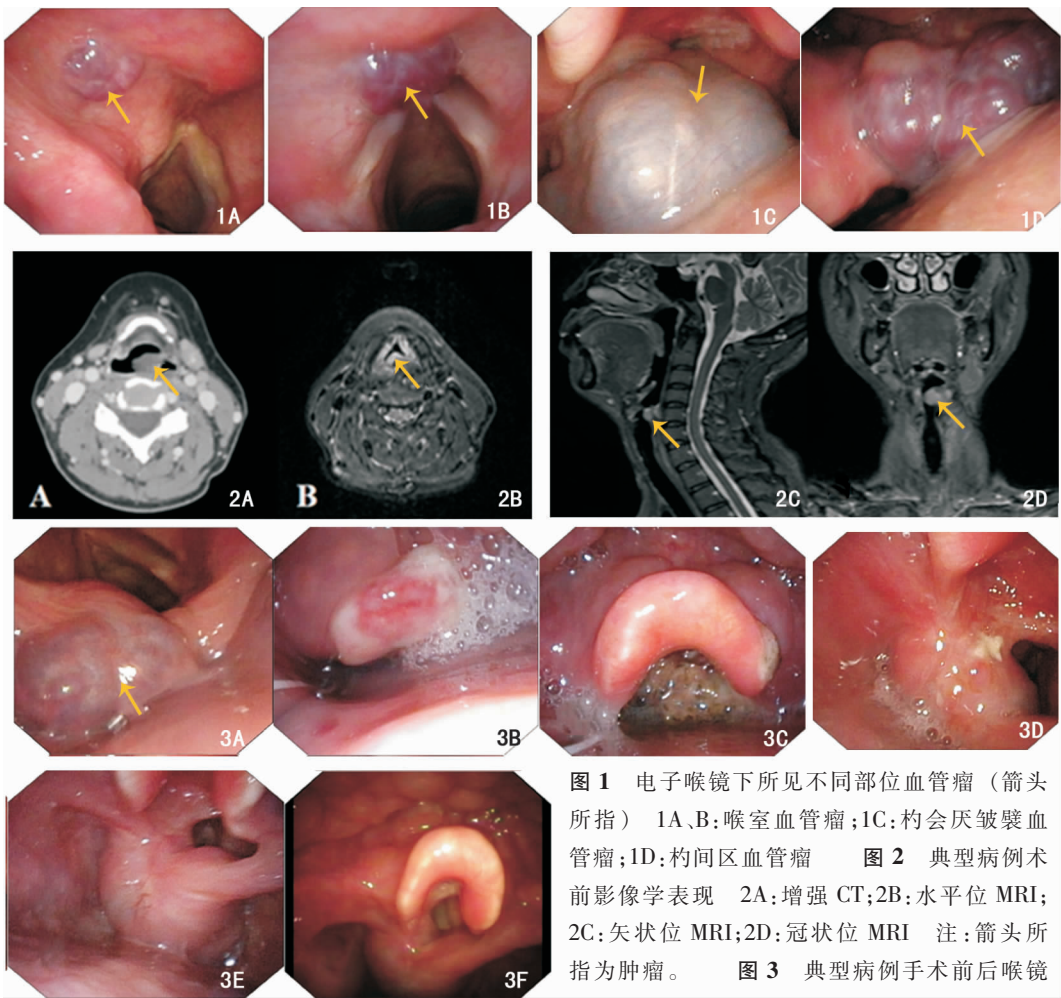 1A
1B
1C
1D
A
2A
B
2B
2C
2D
3A
3B
3C
3D
3E
3F
图 1 电子喉镜下所见不同部位血管瘤(箭头
所指) 1A、B:喉室血管瘤;1C:杓会厌皱襞血
管瘤;1D:杓间区血管瘤 图 2 典型病例术
前影像学表现 2A:增强 CT;2B:水平位 MRI;
2C:矢状位 MRI;2D:冠状位 MRI 注:箭头所
指为肿瘤。 图 3 典型病例手术前后喉镜